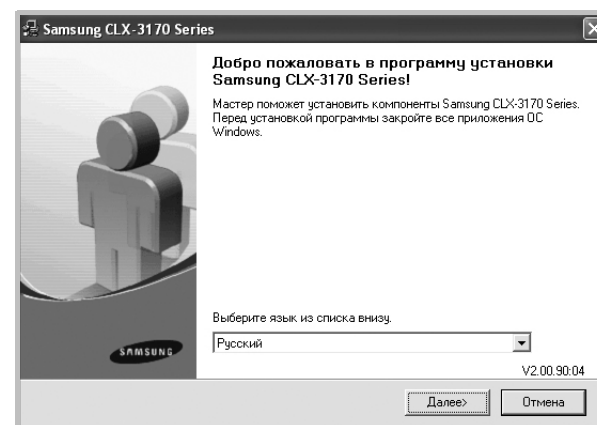 Samsung CLX-3170 Series
Добро пожаловать в программу установки
Samsung CLX-3170 Series!
Мастер поможет установить компоненты Samsung CLX-3170 Series.
Перед установкой программы закройте все приложения ОС
Windows.
Выберите язык из списка внизу.
Русский
SAMSUNG
V2.00.90:04
Далее>
Отмена